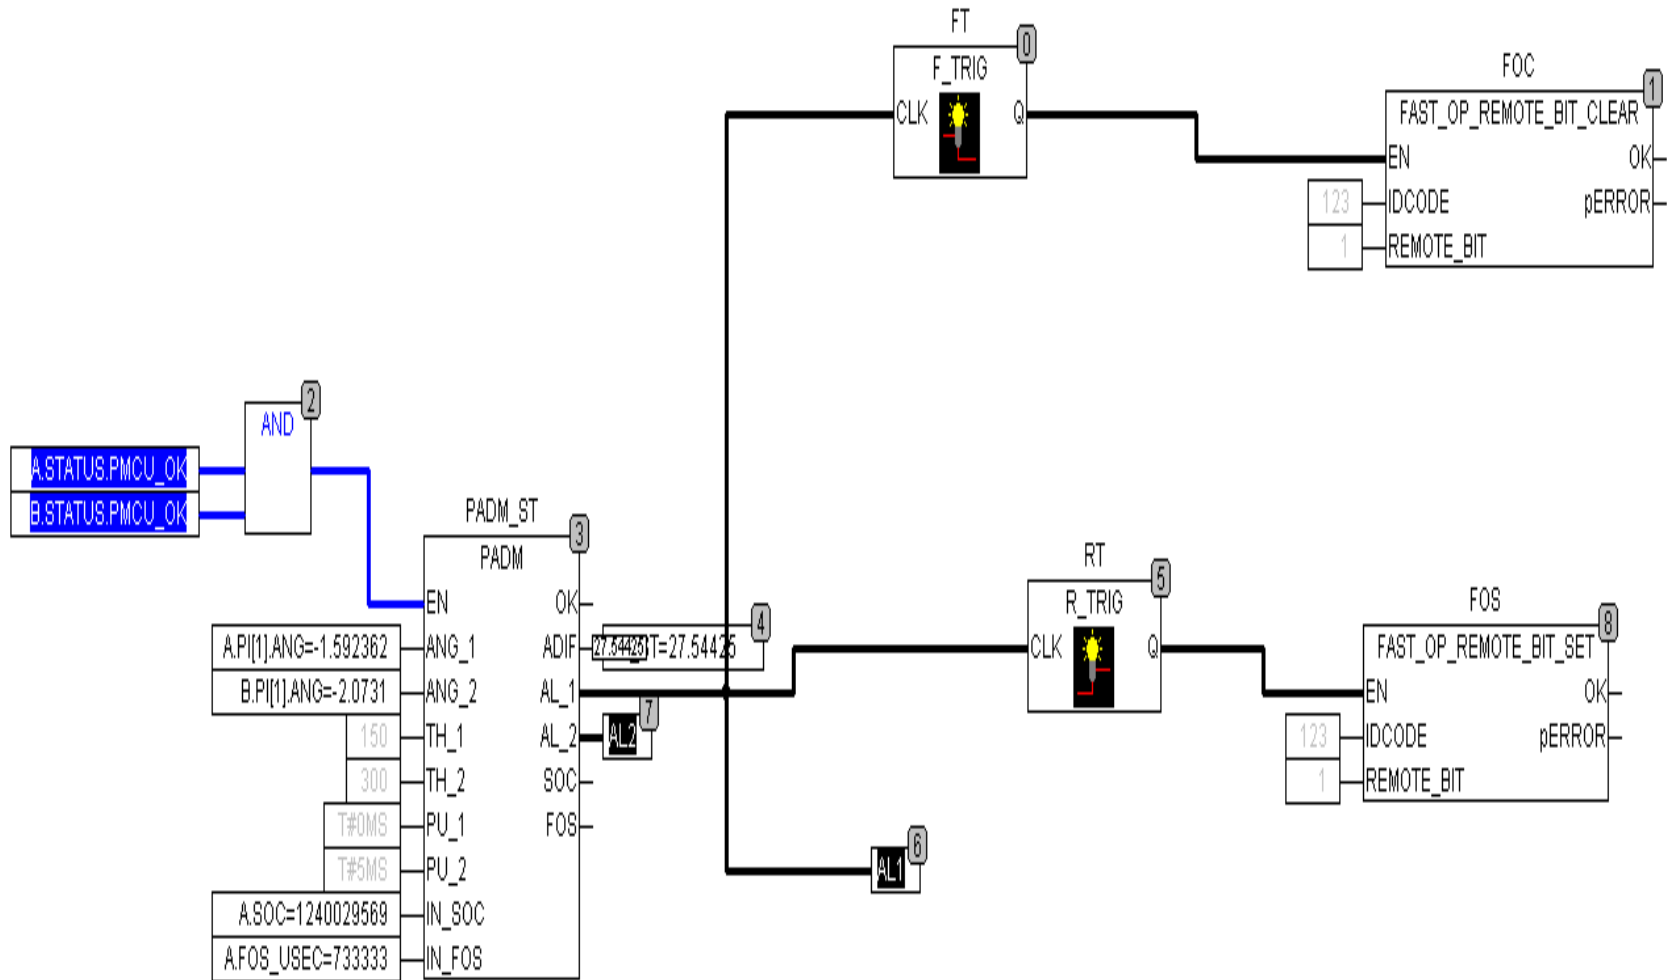 FT
0
F_TRIG
CLK
Q
FOC
1
FAST_OP_REMOTE_BIT_CLEAR
EN
OK
123
IDCODE
pERROR
1
REMOTE_BIT
2
AND
A.STATUS.PMCU_OK
B.STATUS.PMCU_OK
PADM_ST
3
PADM
EN
OK
A.PI[1].ANG=-1.592362
ANG_1
ADIF
27.54425
T=27.54425
4
B.PI[1].ANG=-2.0731
ANG_2
AL_1
150
TH_1
AL_2
AL2
7
300
TH_2
SOC
T#0MS
PU_1
FOS
T#5MS
PU_2
A.SOC=1240029569
IN_SOC
A.FOS_USEC=733333
IN_FOS
AL1
6
RT
5
R_TRIG
CLK
Q
FOS
8
FAST_OP_REMOTE_BIT_SET
EN
OK
123
IDCODE
pERROR
1
REMOTE_BIT